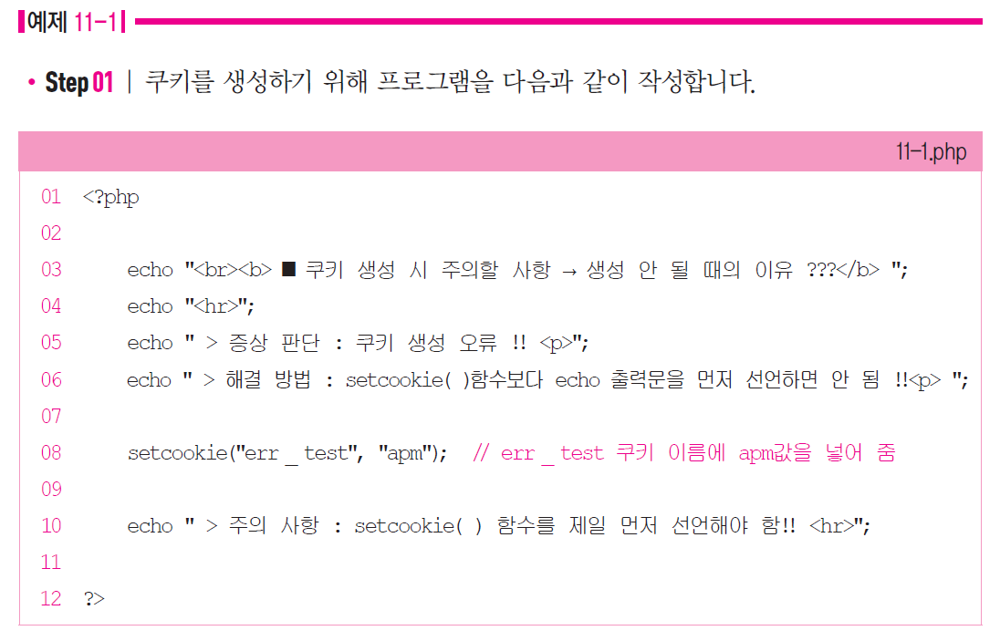 예제 11-1
• Step 01 | 쿠키를 생성하기 위해 프로그램을 다음과 같이 작성합니다.
11-1.php
01 <?php
02
03 echo "<br><b> ■ 쿠키 생성 시 주의할 사항 → 생성 안 될 때의 이유 ???</b> ";
04 echo "<hr>";
05 echo " > 증상 판단 : 쿠키 생성 오류 !! <p>";
06 echo " > 해결 방법 : setcookie( )함수보다 echo 출력문을 먼저 선언하면 안 됨 !!<p> ";
07
08 setcookie("err _ test", "apm"); // err _ test 쿠키 이름에 apm값을 넣어 줌
09
10 echo " > 주의 사항 : setcookie( ) 함수를 제일 먼저 선언해야 함!! <hr>";
11
12 ?>